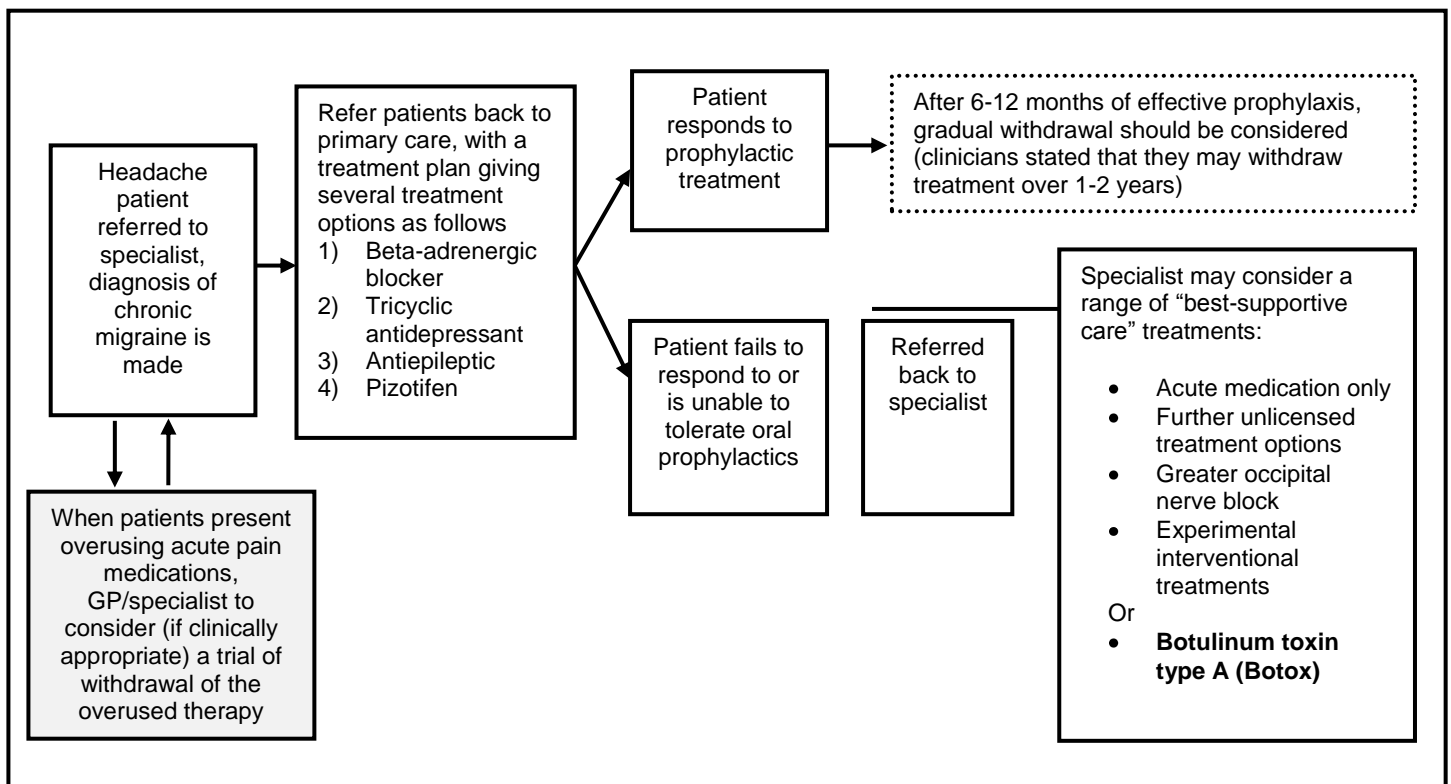 Headache
patient
referred to
specialist,
diagnosis of
chronic
migraine is
made
When patients present
overusing acute pain
medications,
GP/specialist to
consider (if clinically
appropriate) a trial of
withdrawal of the
overused therapy
Refer patients back to
primary care, with a
treatment plan giving
several treatment
options as follows
1) Beta-adrenergic
blocker
2) Tricyclic
antidepressant
3) Antiepileptic
4) Pizotifen
Patient
responds to
prophylactic
treatment
After 6-12 months of effective prophylaxis,
gradual withdrawal should be considered
(clinicians stated that they may withdraw
treatment over 1-2 years)
Patient fails to
respond to or
is unable to
tolerate oral
prophylactics
Referred
back to
specialist
Specialist may consider a
range of “best-supportive
care” treatments:
• Acute medication only
• Further unlicensed
treatment options
• Greater occipital
nerve block
• Experimental
interventional
treatments
Or
• Botulinum toxin
type A (Botox)